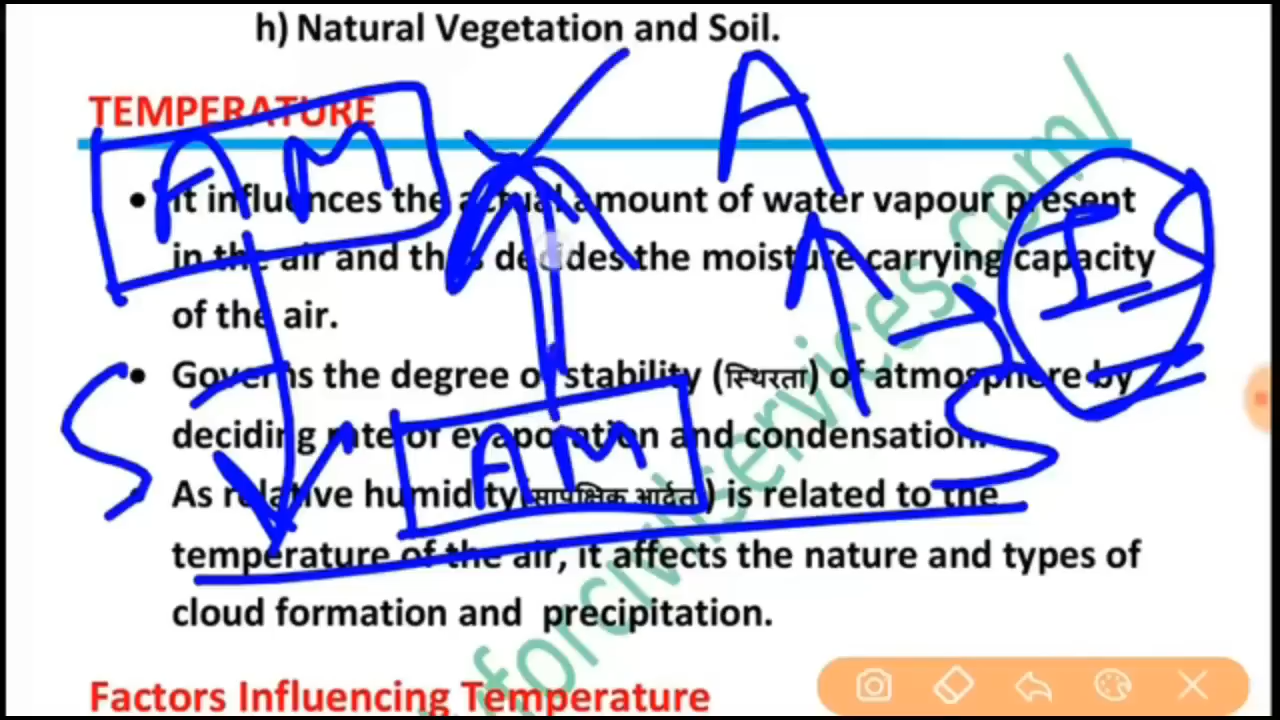 h) Natural Vegetation and Soil.
TEMPERATURE
• It influences the actual amount of water vapour present
in the air and thus decides the moisture carrying capacity
of the air.
• Governs the degree of stability (स्थिरता) of atmosphere by
deciding rate of evaporation and condensation.
• As relative humidity(सापेक्षिक आर्द्रता) is related to the
temperature of the air, it affects the nature and types of
cloud formation and precipitation.
Factors Influencing Temperature
AM
A
IS
S
S
AM
forcivilservices.com/